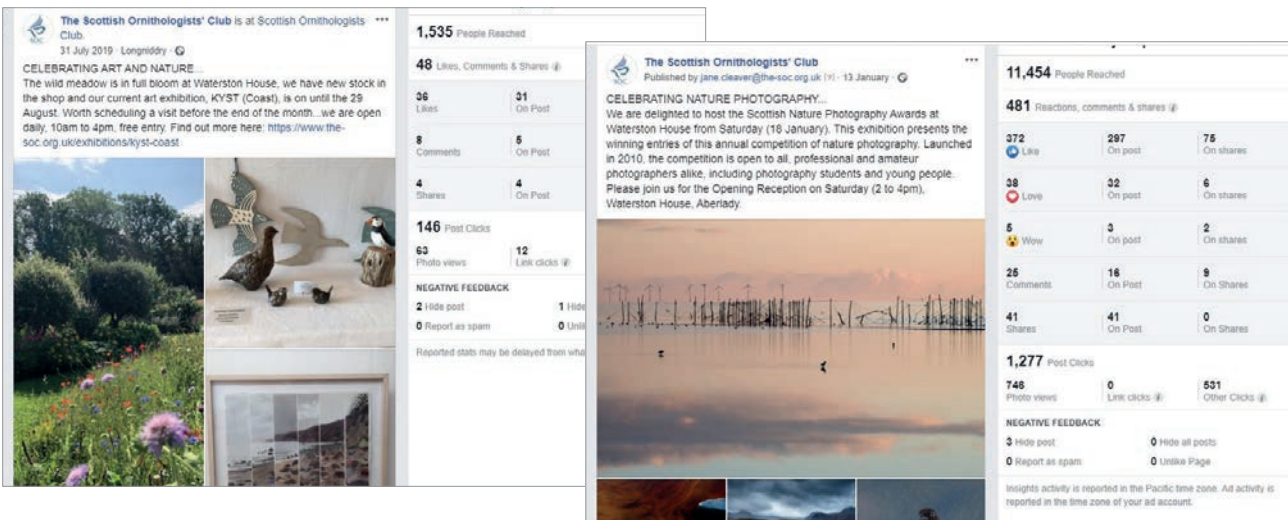 The Scottish Ornithologists' Club is at Scottish Ornithologists
Club.
31 July 2019 · Longniddry ·
CELEBRATING ART AND NATURE...
The wild meadow is in full bloom at Waterston House, we have new stock in
the shop and our current art exhibition, KYST (Coast), is on until the 29
August. Worth scheduling a visit before the end of the month...we are open
daily, 10am to 4pm, free entry. Find out more here: https://www.the-
soc.org.uk/exhibitions/kyst-coast
1,535 People Reached
48 Likes, Comments & Shares
36 31
Likes On Post
8 5
Comments On Post
4 4
Shares On Post
146 Post Clicks
63 12
Photo views Link clicks
NEGATIVE FEEDBACK
2 Hide post 1 Hide
0 Report as spam 0 Unli
Reported stats may be delayed from wha
The Scottish Ornithologists' Club
Published by jane.cleaver@the-soc.org.uk [?] · 13 January ·
CELEBRATING NATURE PHOTOGRAPHY...
We are delighted to host the Scottish Nature Photography Awards at
Waterston House from Saturday (18 January). This exhibition presents the
winning entries of this annual competition of nature photography. Launched
in 2010, the competition is open to all, professional and amateur
photographers alike, including photography students and young people.
Please join us for the Opening Reception on Saturday (2 to 4pm),
Waterston House, Aberlady.
11,454 People Reached
481 Reactions, comments & shares
372 297 75
Like On post On shares
38 32 6
Love On post On shares
5 3 2
Wow On post On shares
25 16 9
Comments On Post On Shares
41 41 0
Shares On Post On Shares
1,277 Post Clicks
746 0 531
Photo views Link clicks Other Clicks
NEGATIVE FEEDBACK
3 Hide post 0 Hide all posts
0 Report as spam 0 Unlike Page
Insights activity is reported in the Pacific time zone. Ad activity is
reported in the time zone of your ad account.